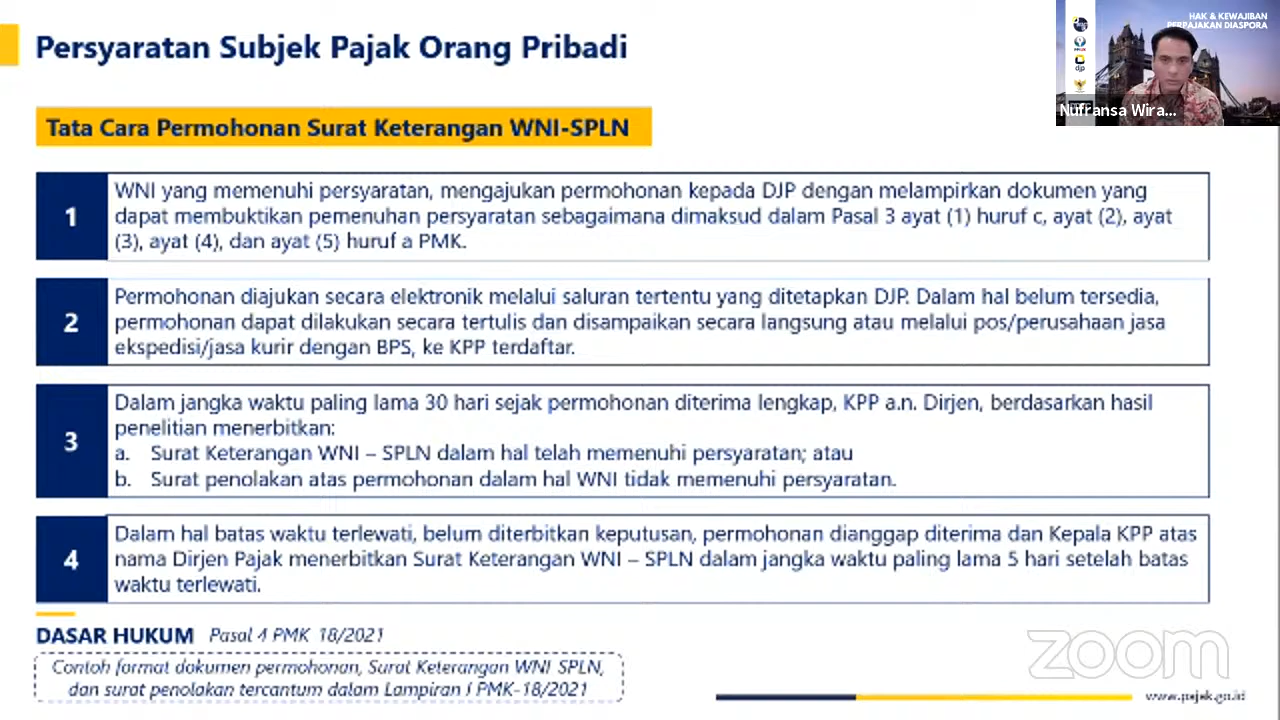 Persyaratan Subjek Pajak Orang Pribadi
HAK & KEWAJIBAN
PERPAJAKAN DIASPORA
djp
Nufransa Wira...
Tata Cara Permohonan Surat Keterangan WNI-SPLN
1
WNI yang memenuhi persyaratan, mengajukan permohonan kepada DJP dengan melampirkan dokumen yang
dapat membuktikan pemenuhan persyaratan sebagaimana dimaksud dalam Pasal 3 ayat (1) huruf c, ayat (2), ayat
(3), ayat (4), dan ayat (5) huruf a PMK.
2
Permohonan diajukan secara elektronik melalui saluran tertentu yang ditetapkan DJP. Dalam hal belum tersedia,
permohonan dapat dilakukan secara tertulis dan disampaikan secara langsung atau melalui pos/perusahaan jasa
ekspedisi/jasa kurir dengan BPS, ke KPP terdaftar.
3
Dalam jangka waktu paling lama 30 hari sejak permohonan diterima lengkap, KPP a.n. Dirjen, berdasarkan hasil
penelitian menerbitkan:
a. Surat Keterangan WNI – SPLN dalam hal telah memenuhi persyaratan; atau
b. Surat penolakan atas permohonan dalam hal WNI tidak memenuhi persyaratan.
4
Dalam hal batas waktu terlewati, belum diterbitkan keputusan, permohonan dianggap diterima dan Kepala KPP atas
nama Dirjen Pajak menerbitkan Surat Keterangan WNI – SPLN dalam jangka waktu paling lama 5 hari setelah batas
waktu terlewati.
DASAR HUKUM Pasal 4 PMK 18/2021
Contoh format dokumen permohonan, Surat Keterangan WNI SPLN,
dan surat penolakan tercantum dalam Lampiran I PMK-18/2021
zoom
www.pajak.go.id